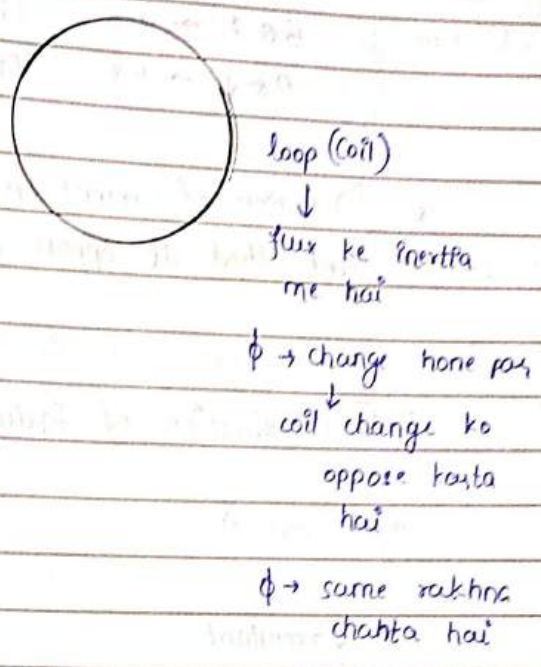 loop (coil)
↓
flux ke inertia
me hai
ϕ → change hone par
↓
coil change ko
oppose karta
hai
ϕ → same rakhna
chahta hai